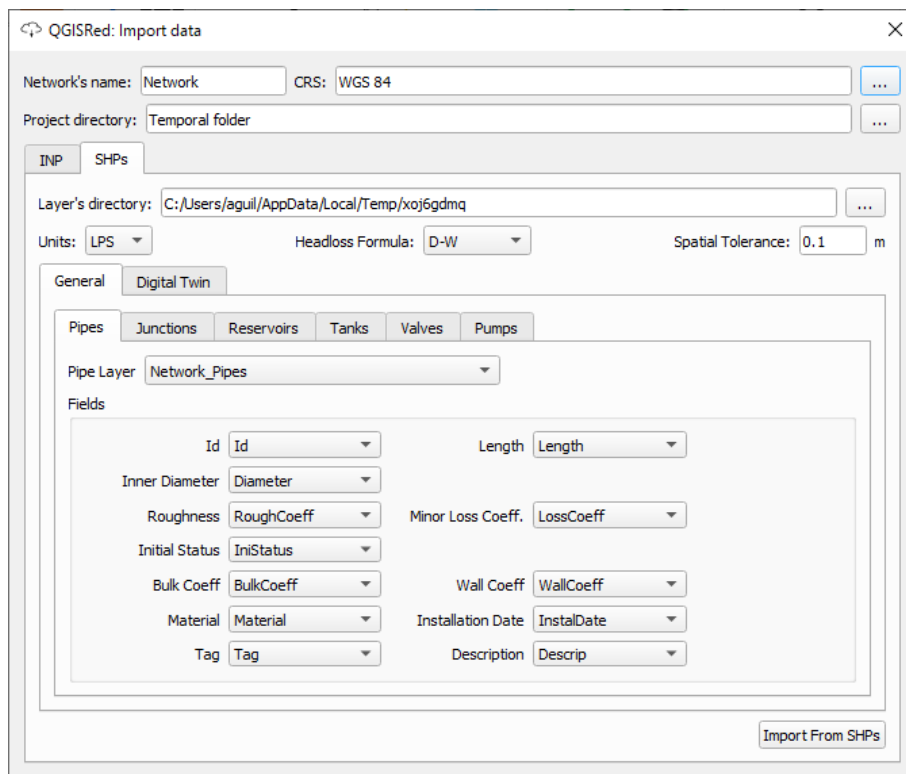 QGISRed: Import data
Network's name: Network CRS: WGS 84 ...
Project directory: Temporal folder ...
INP SHPs
Layer's directory: C:/Users/aguil/AppData/Local/Temp/xoj6gdmq ...
Units: LPS Headloss Formula: D-W Spatial Tolerance: 0.1 m
General Digital Twin
Pipes Junctions Reservoirs Tanks Valves Pumps
Pipe Layer Network_Pipes
Fields
Id Id Length Length
Inner Diameter Diameter
Roughness RoughCoeff Minor Loss Coeff. LossCoeff
Initial Status IniStatus
Bulk Coeff BulkCoeff Wall Coeff WallCoeff
Material Material Installation Date InstalDate
Tag Tag Description Descrip
Import From SHPs